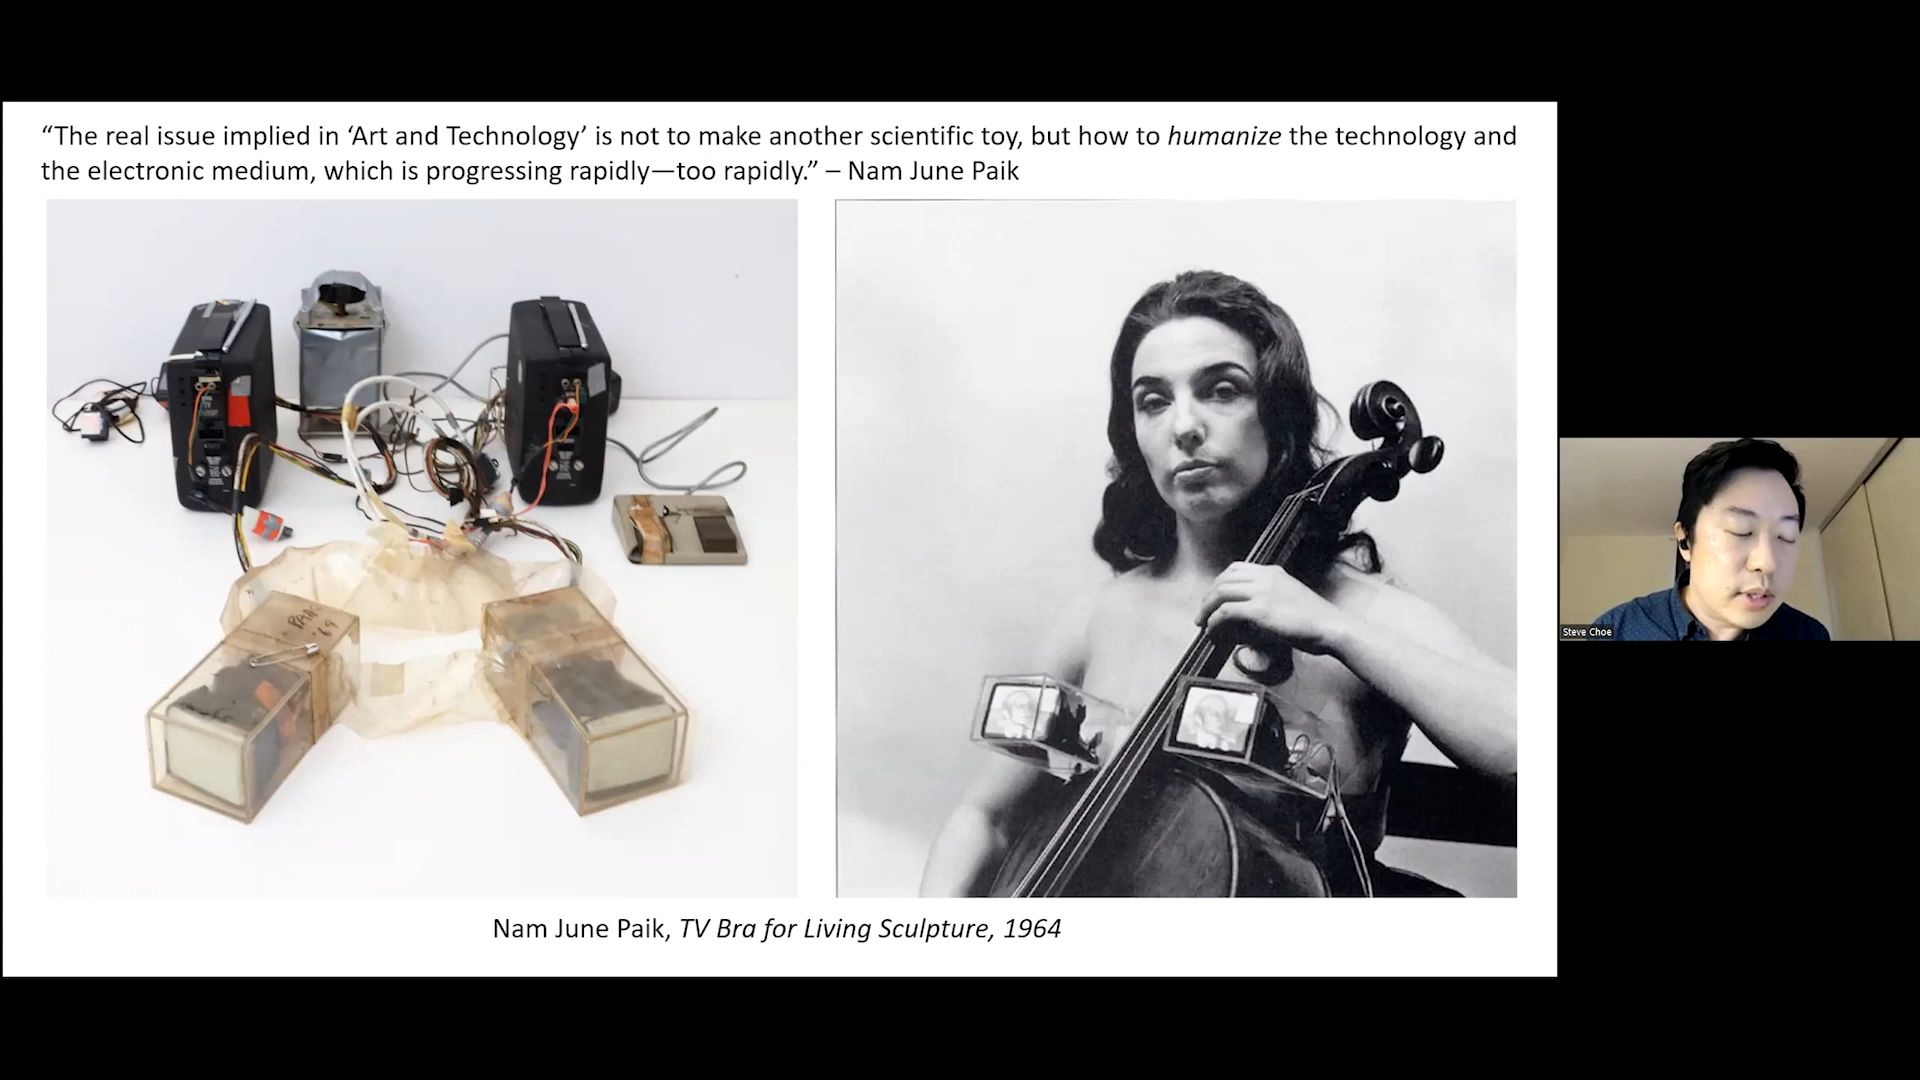 “The real issue implied in ‘Art and Technology’ is not to make another scientific toy, but how to humanize the technology and
the electronic medium, which is progressing rapidly—too rapidly.” – Nam June Paik
PAIK
'69
Nam June Paik, TV Bra for Living Sculpture, 1964
Steve Choe